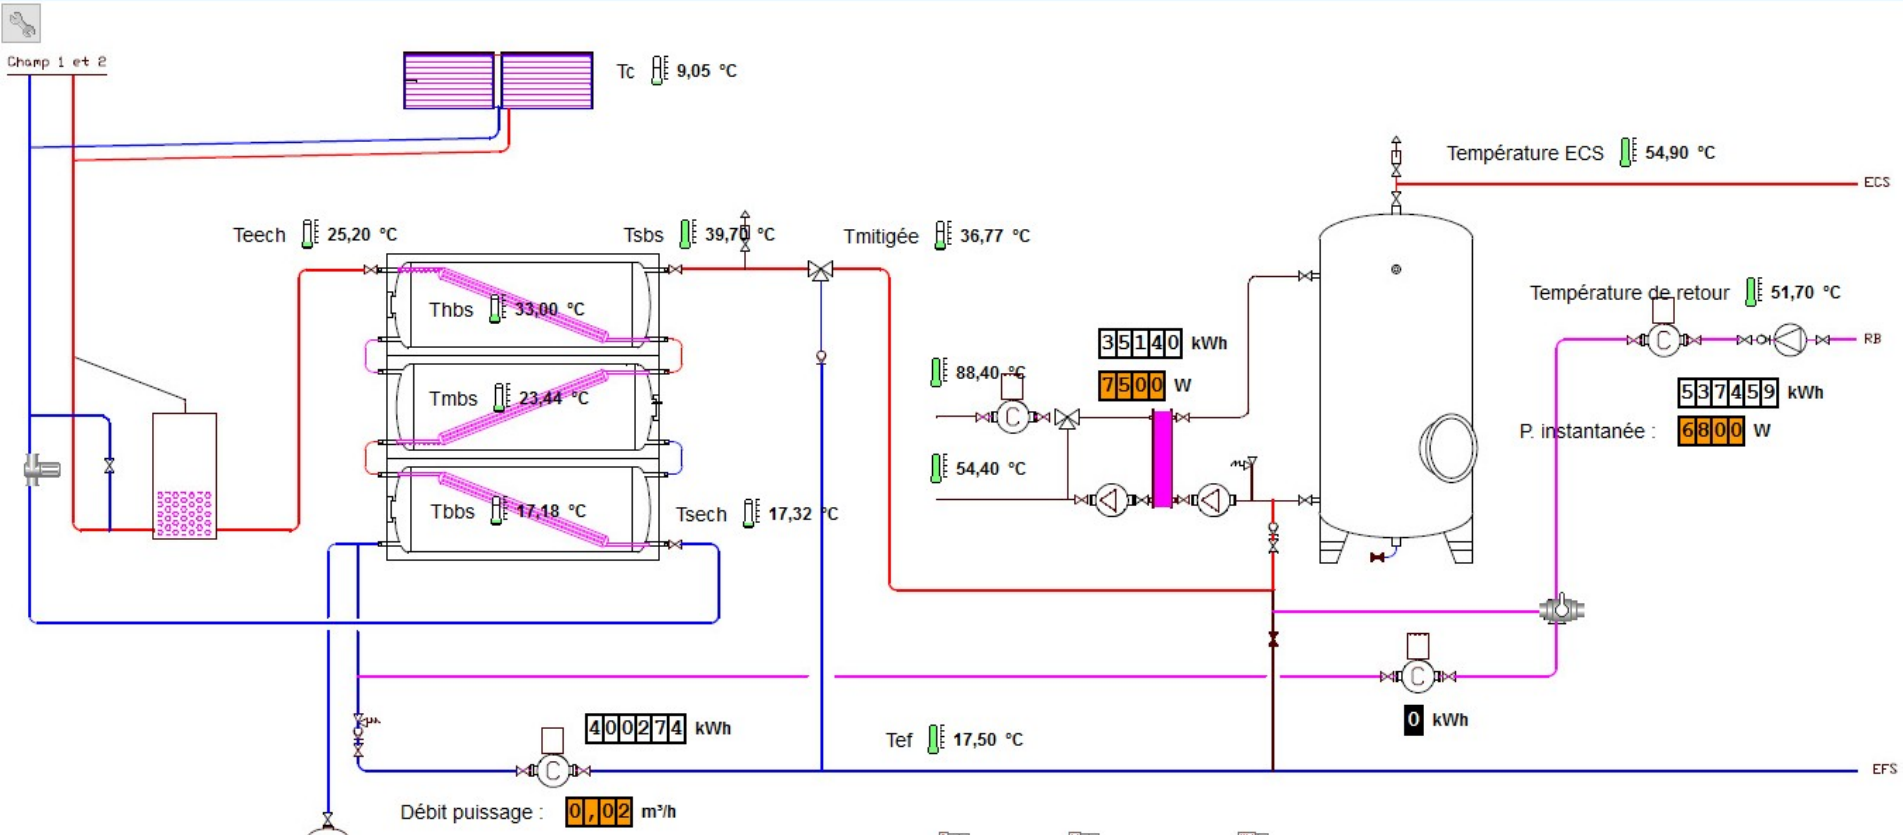 Champ 1 et 2
Tc 9,05 °C
Température ECS 54,90 °C
ECS
Teech 25,20 °C
Tsbs 39,70 °C
Tmitigée 36,77 °C
Température de retour 51,70 °C
Thbs 33,00 °C
35140 kWh
RB
88,40 °C
7500 W
537459 kWh
Tmbs 23,44 °C
C
C
P. instantanée : 6800 W
54,40 °C
Tbbs 17,18 °C
Tsech 17,32 °C
C
400274 kWh
0 kWh
Tef 17,50 °C
C
EFS
Débit puissage : 0,02 m³/h